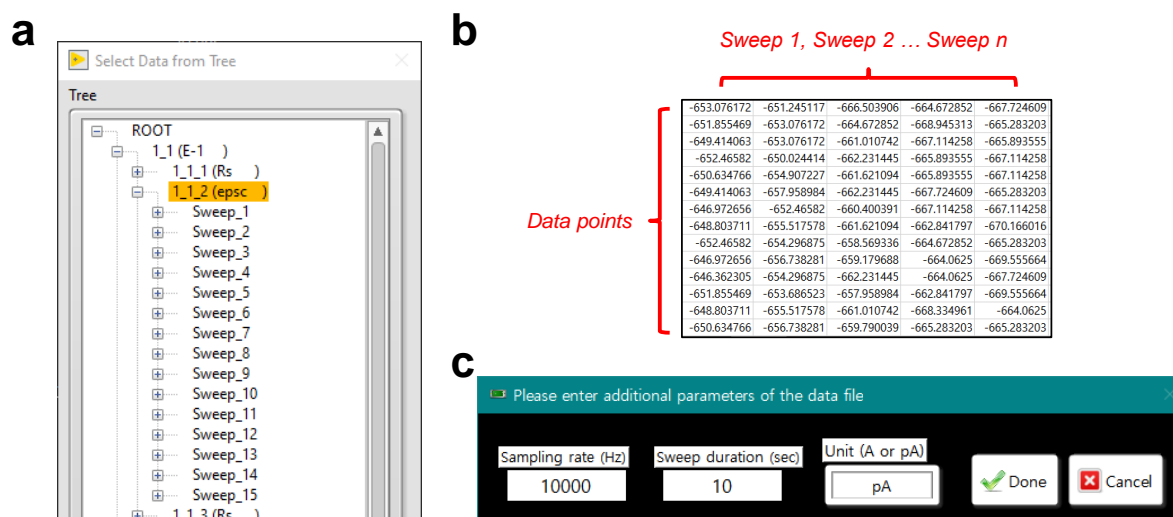 a
Select Data from Tree
Tree
ROOT
1_1 (E-1 )
1_1_1 (Rs )
1_1_2 (epsc )
Sweep_1
Sweep_2
Sweep_3
Sweep_4
Sweep_5
Sweep_6
Sweep_7
Sweep_8
Sweep_9
Sweep_10
Sweep_11
Sweep_12
Sweep_13
Sweep_14
Sweep_15
1_1_3 (Rs )
b
Sweep 1, Sweep 2 … Sweep n
Data points
-653.076172 -651.245117 -666.503906 -664.672852 -667.724609
-651.855469 -653.076172 -664.672852 -668.945313 -665.283203
-649.414063 -653.076172 -661.010742 -667.114258 -665.893555
-652.46582 -650.024414 -662.231445 -665.893555 -667.114258
-650.634766 -654.907227 -661.621094 -665.893555 -667.114258
-649.414063 -657.958984 -662.231445 -667.724609 -665.283203
-646.972656 -652.46582 -660.400391 -667.114258 -667.114258
-648.803711 -655.517578 -661.621094 -662.841797 -670.166016
-652.46582 -654.296875 -658.569336 -664.672852 -665.283203
-646.972656 -656.738281 -659.179688 -664.0625 -669.555664
-646.362305 -654.296875 -662.231445 -664.0625 -667.724609
-651.855469 -653.686523 -657.958984 -662.841797 -669.555664
-648.803711 -655.517578 -661.010742 -668.334961 -664.0625
-650.634766 -656.738281 -659.790039 -665.283203 -665.283203
c
Please enter additional parameters of the data file
Sampling rate (Hz) Sweep duration (sec) Unit (A or pA)
10000 10 pA Done Cancel